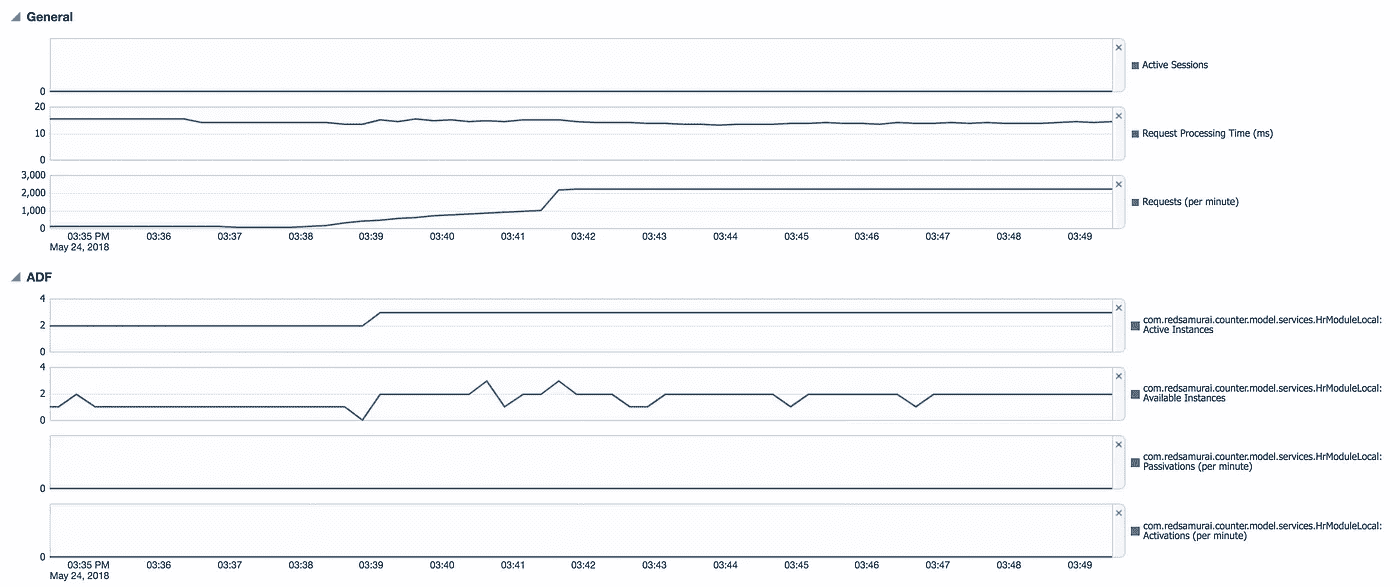 General
0
Active Sessions
20
10
0
Request Processing Time (ms)
3,000
2,000
1,000
0
Requests (per minute)
03:35 PM 03:36 03:37 03:38 03:39 03:40 03:41 03:42 03:43 03:44 03:45 03:46 03:47 03:48 03:49
May 24, 2018
ADF
4
2
0
com.redsamurai.counter.model.services.HrModuleLocal:
Active Instances
4
2
0
com.redsamurai.counter.model.services.HrModuleLocal:
Available Instances
0
com.redsamurai.counter.model.services.HrModuleLocal:
Passivations (per minute)
0
com.redsamurai.counter.model.services.HrModuleLocal:
Activations (per minute)
03:35 PM 03:36 03:37 03:38 03:39 03:40 03:41 03:42 03:43 03:44 03:45 03:46 03:47 03:48 03:49
May 24, 2018